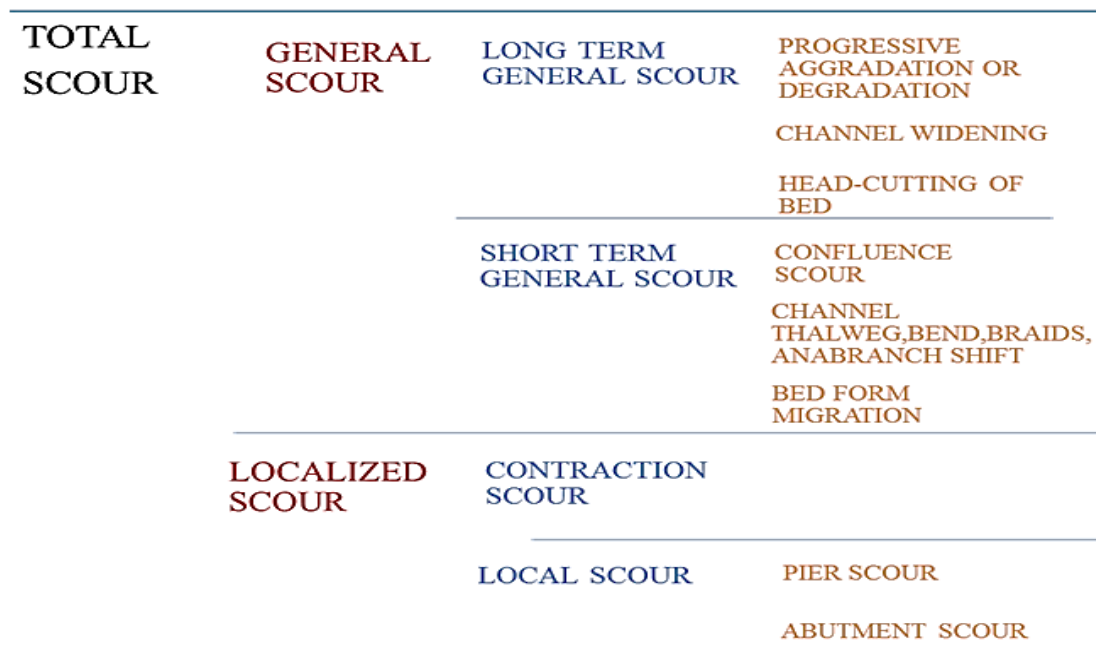 TOTAL
SCOUR
GENERAL
SCOUR
LONG TERM
GENERAL SCOUR
PROGRESSIVE
AGGRADATION OR
DEGRADATION
CHANNEL WIDENING
HEAD-CUTTING OF
BED
SHORT TERM
GENERAL SCOUR
CONFLUENCE
SCOUR
CHANNEL
THALWEG,BEND,BRAIDS,
ANABRANCH SHIFT
BED FORM
MIGRATION
LOCALIZED
SCOUR
CONTRACTION
SCOUR
LOCAL SCOUR
PIER SCOUR
ABUTMENT SCOUR